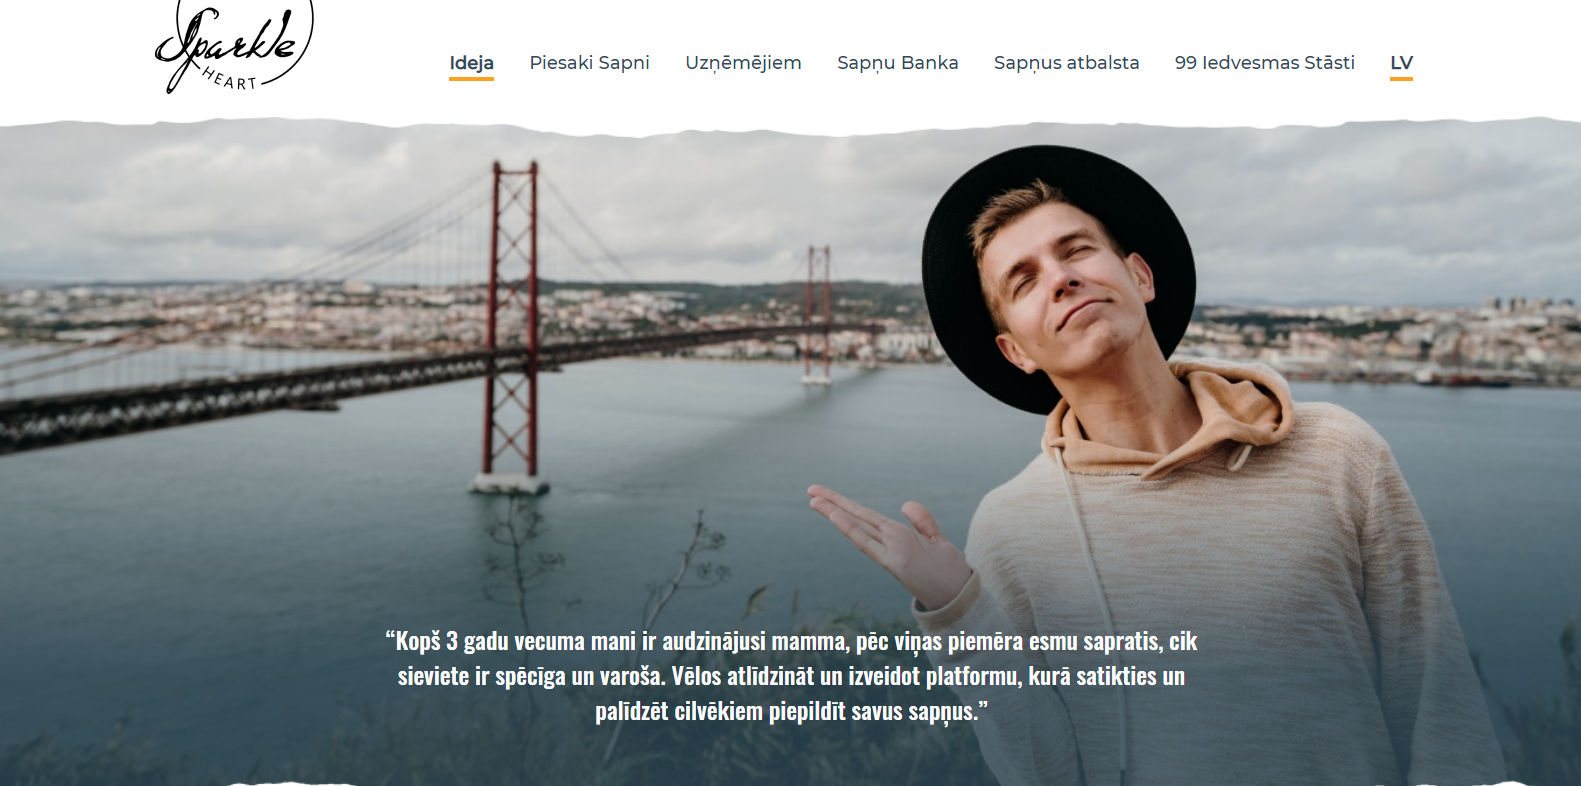 Sparkle
HEART
Ideja Piesaki Sapni Uzņēmējiem Sapņu Banka Sapņus atbalsta 99 Iedvesmas Stāsti LV
“Kopš 3 gadu vecuma mani ir audzinājusi mamma, pēc viņas piemēra esmu sapratis, cik
sieviete ir spēcīga un varoša. Vēlos atlīdzināt un izveidot platformu, kurā satikties un
palīdzēt cilvēkiem piepildīt savus sapņus.”